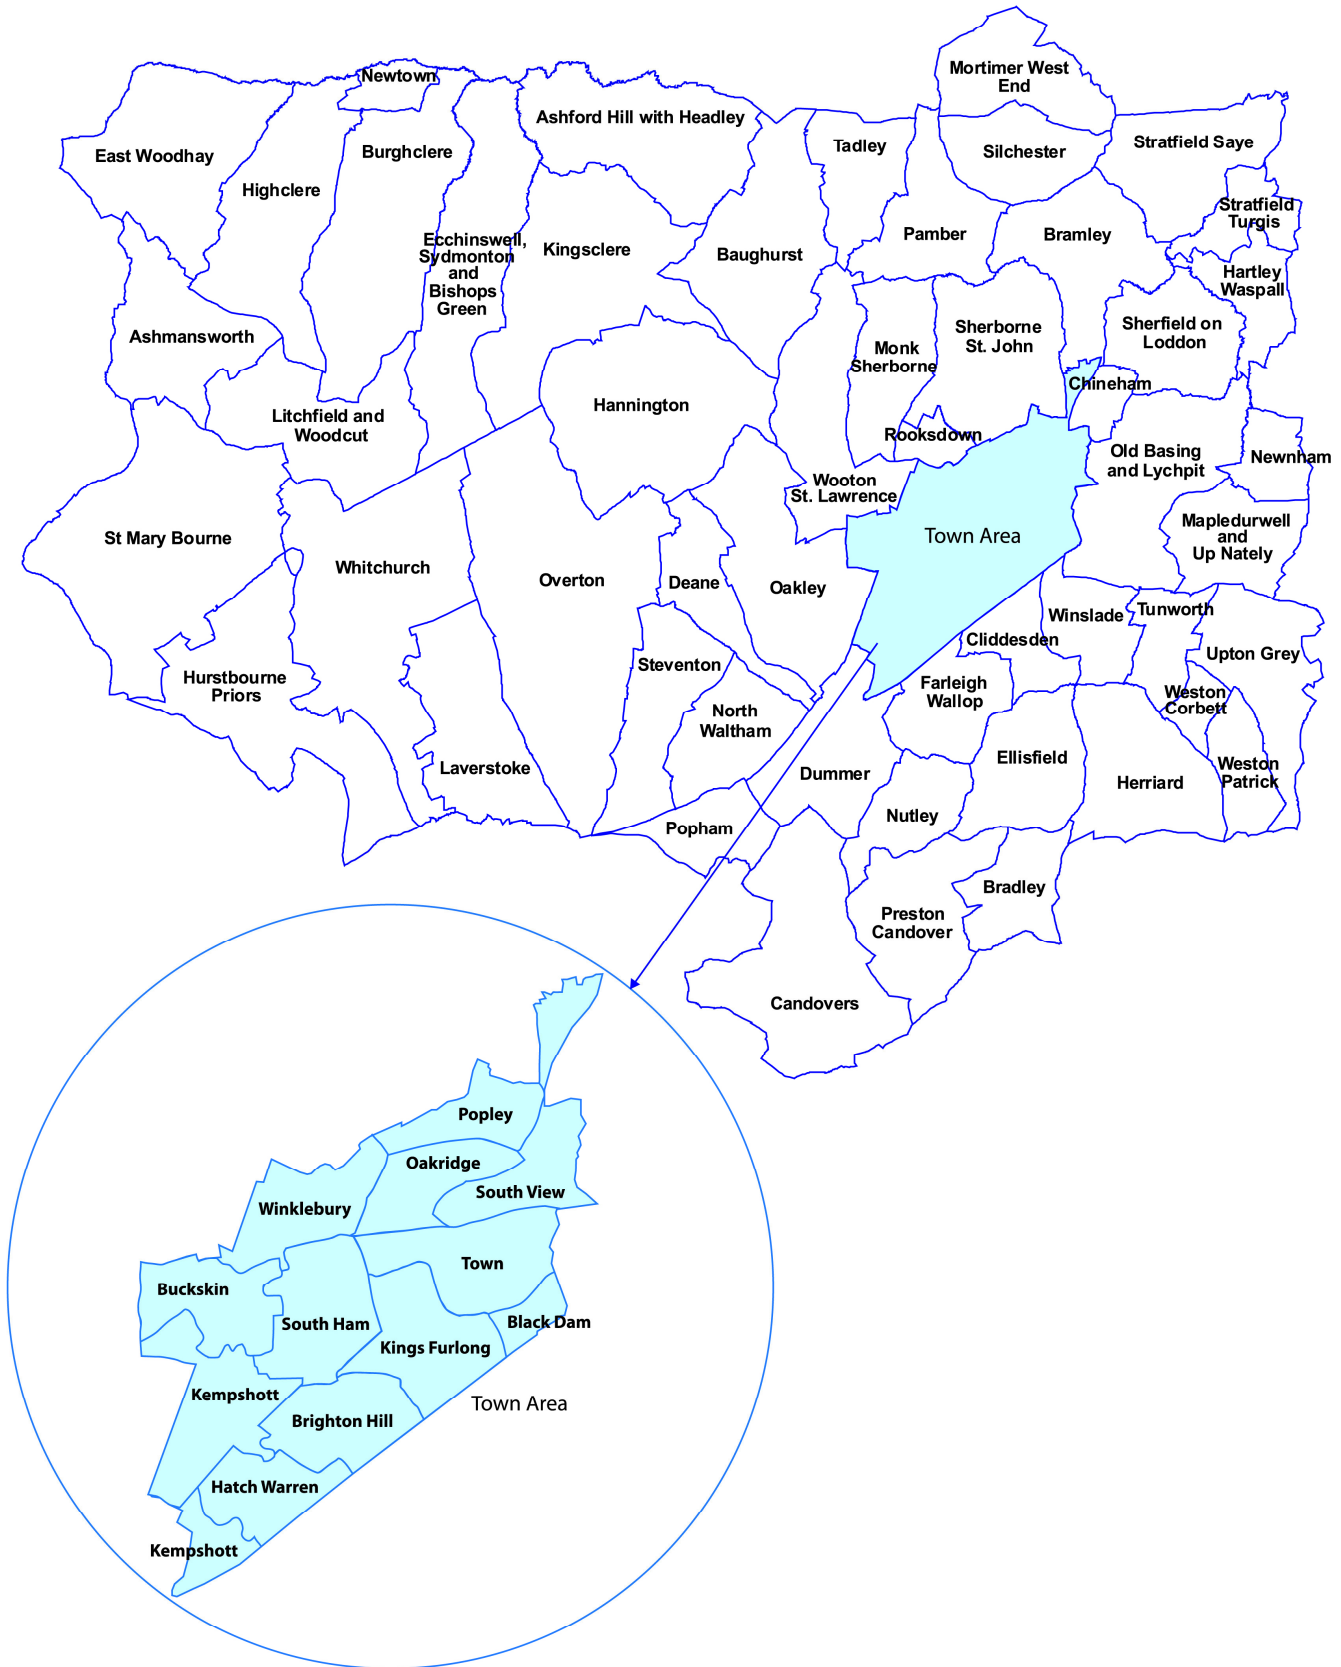 Mortimer West
End
Newtown
Ashford Hill with Headley
East Woodhay
Highclere
Burghclere
Tadley
Silchester
Stratfield Saye
Stratfield
Turgis
Ecchinswell,
Sydmonton
and
Bishops
Green
Kingsclere
Baughurst
Pamber
Bramley
Hartley
Waspall
Ashmansworth
Monk
Sherborne
Sherborne
St. John
Sherfield on
Loddon
Chineham
Litchfield and
Woodcut
Hannington
Rooksdown
Old Basing
and Lychpit
Newnham
Wooton
St. Lawrence
St Mary Bourne
Whitchurch
Overton
Deane
Oakley
Town Area
Mapledurwell
and
Up Nately
Winslade
Tunworth
Cliddesden
Upton Grey
Hurstbourne
Priors
Steventon
North
Waltham
Farleigh
Wallop
Weston
Corbett
Laverstoke
Dummer
Ellisfield
Herriard
Weston
Patrick
Popham
Nutley
Preston
Candover
Bradley
Candovers
Popley
Oakridge
South View
Winklebury
Town
Buckskin
South Ham
Black Dam
Kings Furlong
Kempshott
Brighton Hill
Town Area
Hatch Warren
Kempshott